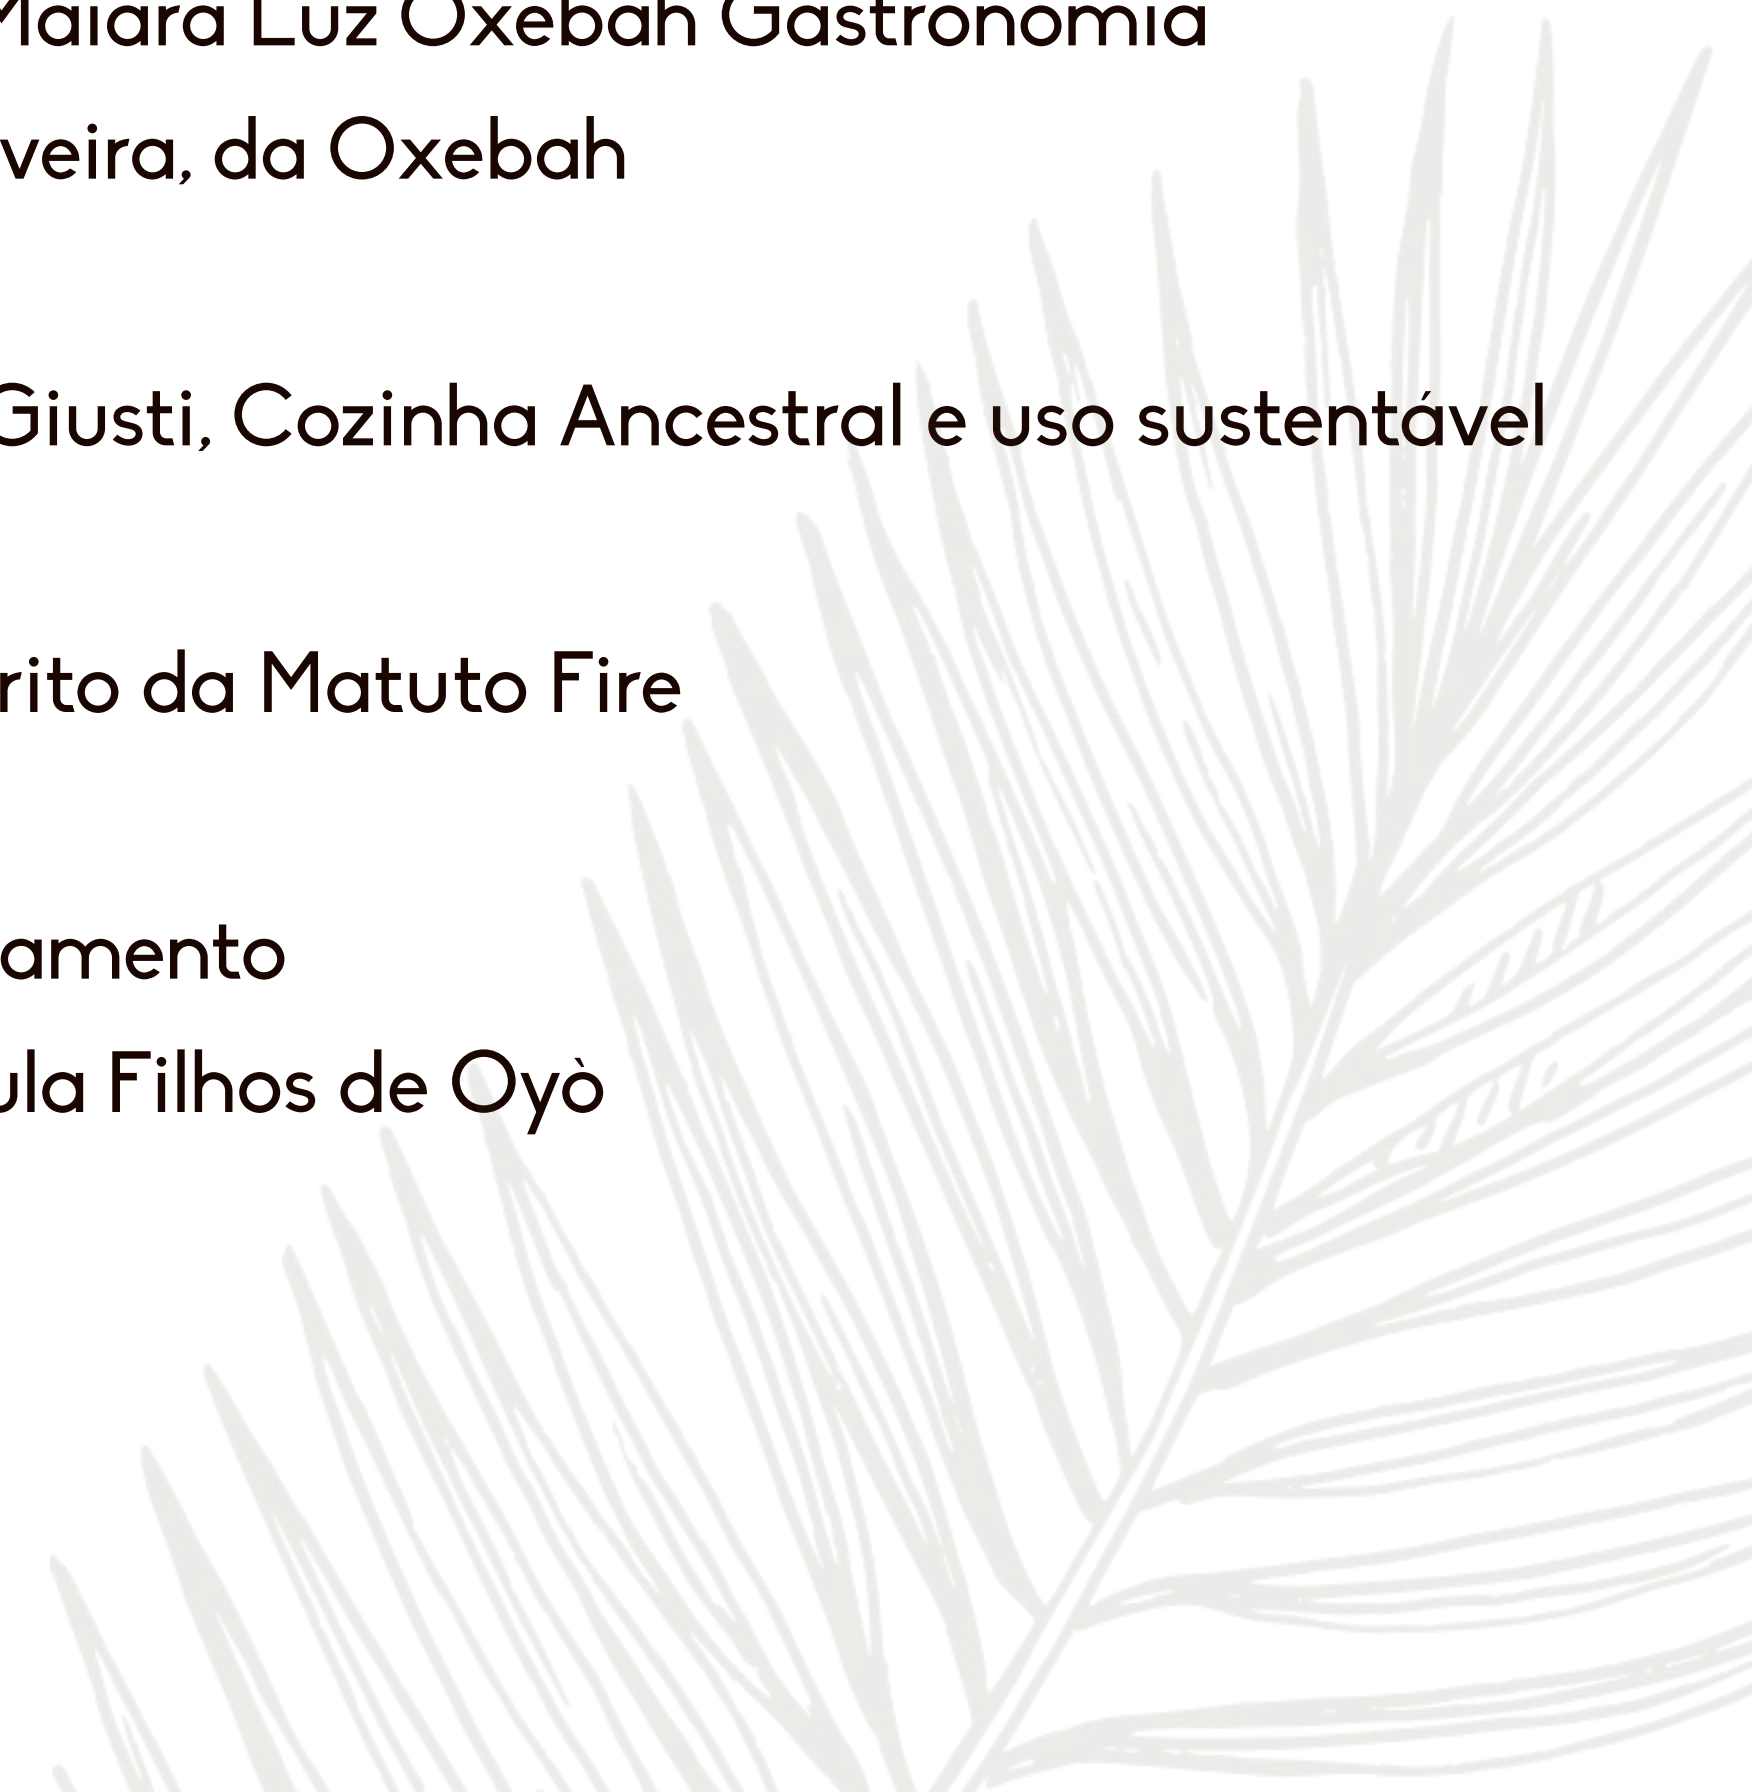 Maiara Luz Oxebah Gastronomia
veira, da Oxebah
Giusti, Cozinha Ancestral e uso sustentável
rito da Matuto Fire
amento
ula Filhos de Oyò